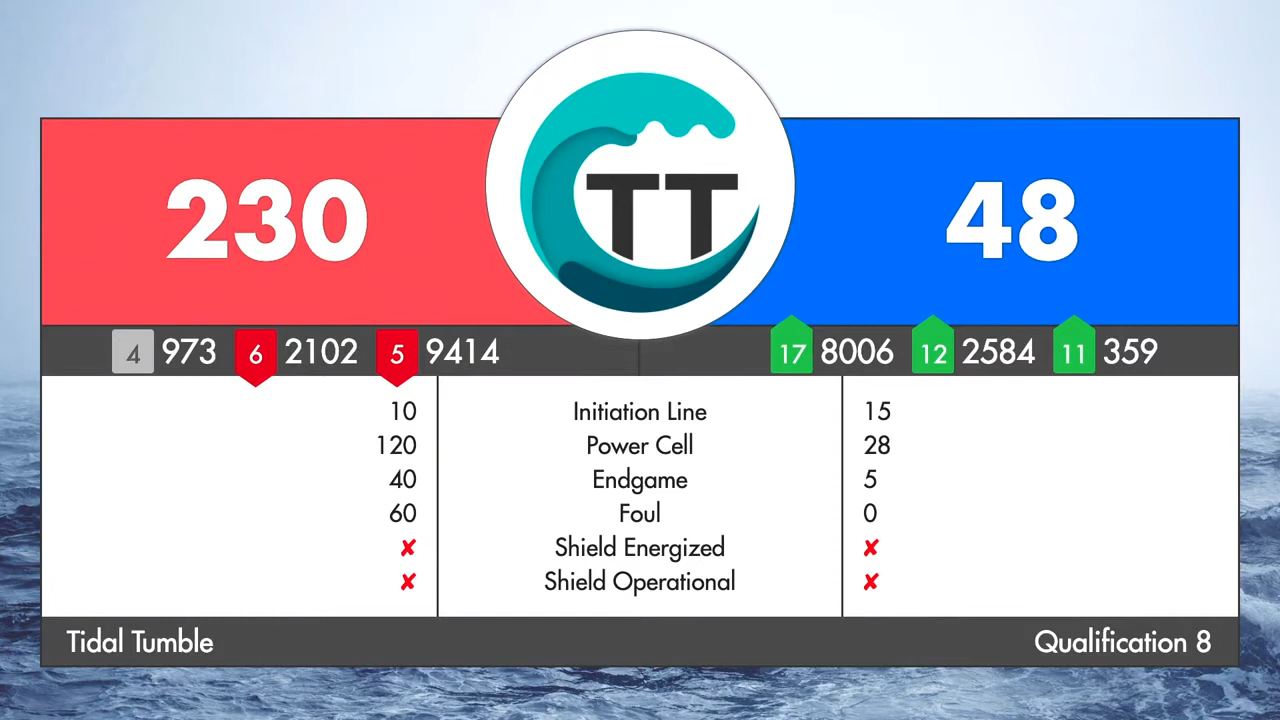 230 TT 48
4 973 6 2102 5 9414 17 8006 12 2584 11 359
10 Initiation Line 15
120 Power Cell 28
40 Endgame 5
60 Foul 0
✘ Shield Energized ✘
✘ Shield Operational ✘
Tidal Tumble Qualification 8